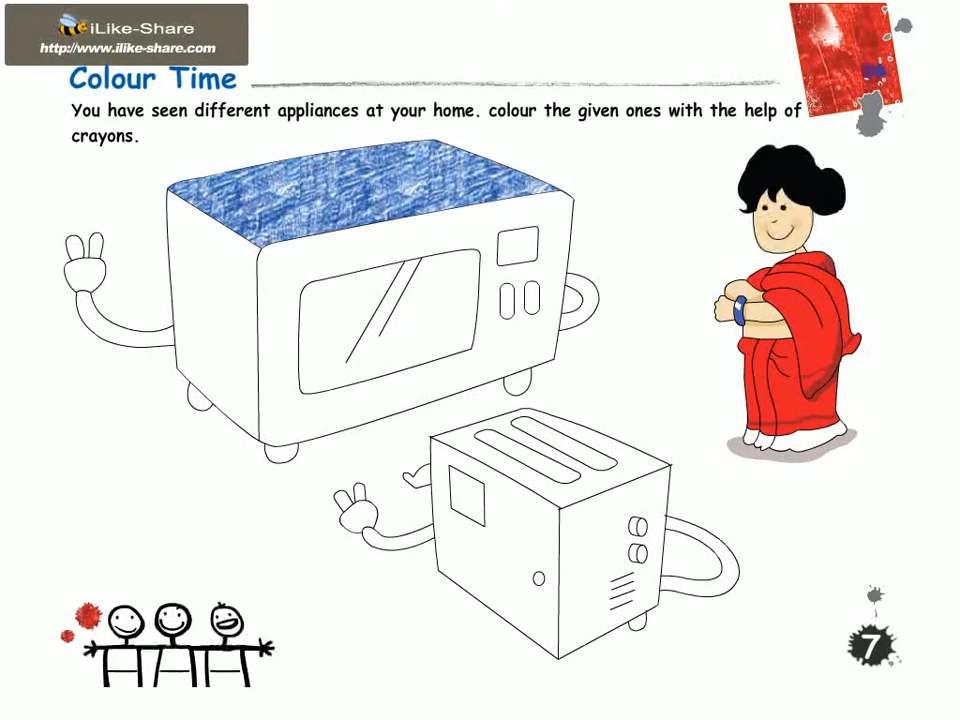 iLike-Share
http://www.ilike-share.com
Colour Time
You have seen different appliances at your home. colour the given ones with the help of
crayons.
7